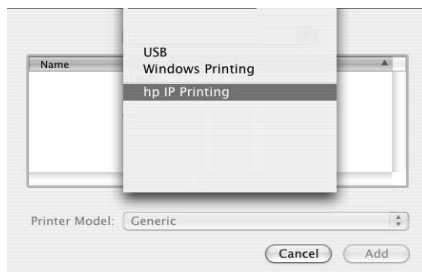 USB
Name
Windows Printing
hp IP Printing
Printer Model: Generic
Cancel Add